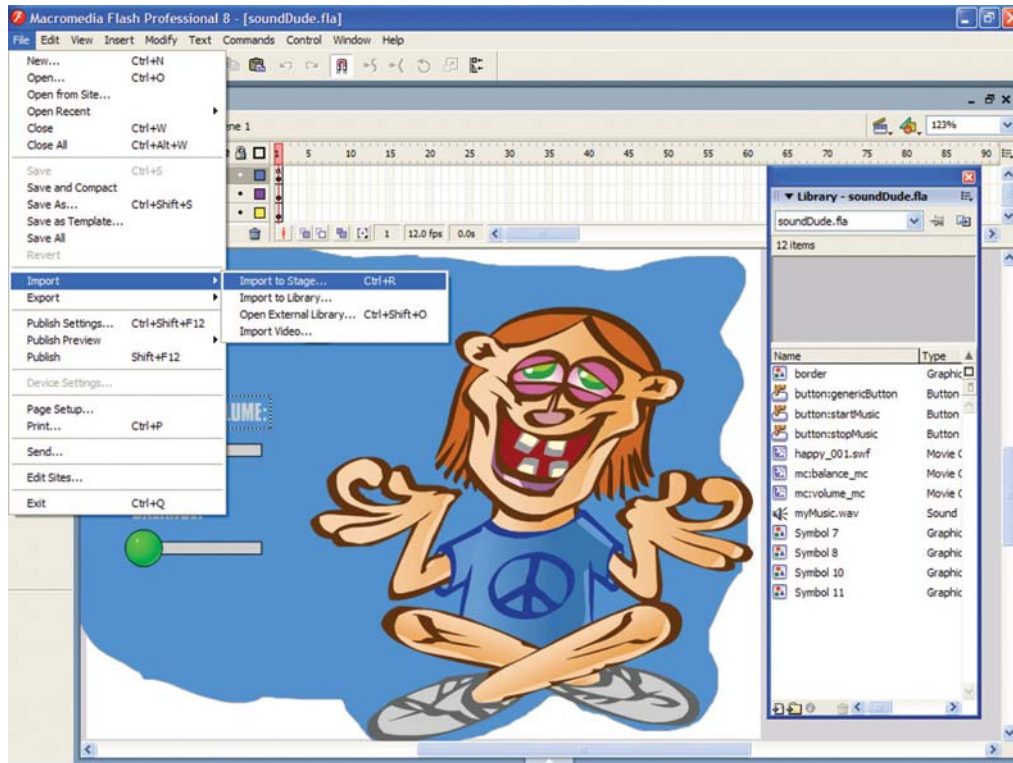 Macromedia Flash Professional 8 - [soundDude.fla]
File Edit View Insert Modify Text Commands Control Window Help
New... Ctrl+N
Open... Ctrl+O
Open from Site...
Open Recent
Close Ctrl+W
Close All Ctrl+Alt+W
Save Ctrl+S
Save and Compact
Save As... Ctrl+Shift+S
Save as Template...
Save All
Revert
Import
Export
Publish Settings... Ctrl+Shift+F12
Publish Preview
Publish Shift+F12
Device Settings...
Page Setup...
Print... Ctrl+P
Send...
Edit Sites...
Exit Ctrl+Q
Import to Stage... Ctrl+R
Import to Library...
Open External Library... Ctrl+Shift+O
Import Video...
ene 1
123%
1 5 10 15 20 25 30 35 40 45 50 55 60 65 70 75 80 85 90
1 12.0 fps 0.0s
LUME:
Library - soundDude.fla
soundDude.fla
12 items
Name Type
border Graphic
button:genericButton Button
button:startMusic Button
button:stopMusic Button
happy_001.swf Movie C
mc:balance_mc Movie C
mc:volume_mc Movie C
myMusic.wav Sound
Symbol 7 Graphic
Symbol 8 Graphic
Symbol 10 Graphic
Symbol 11 Graphic